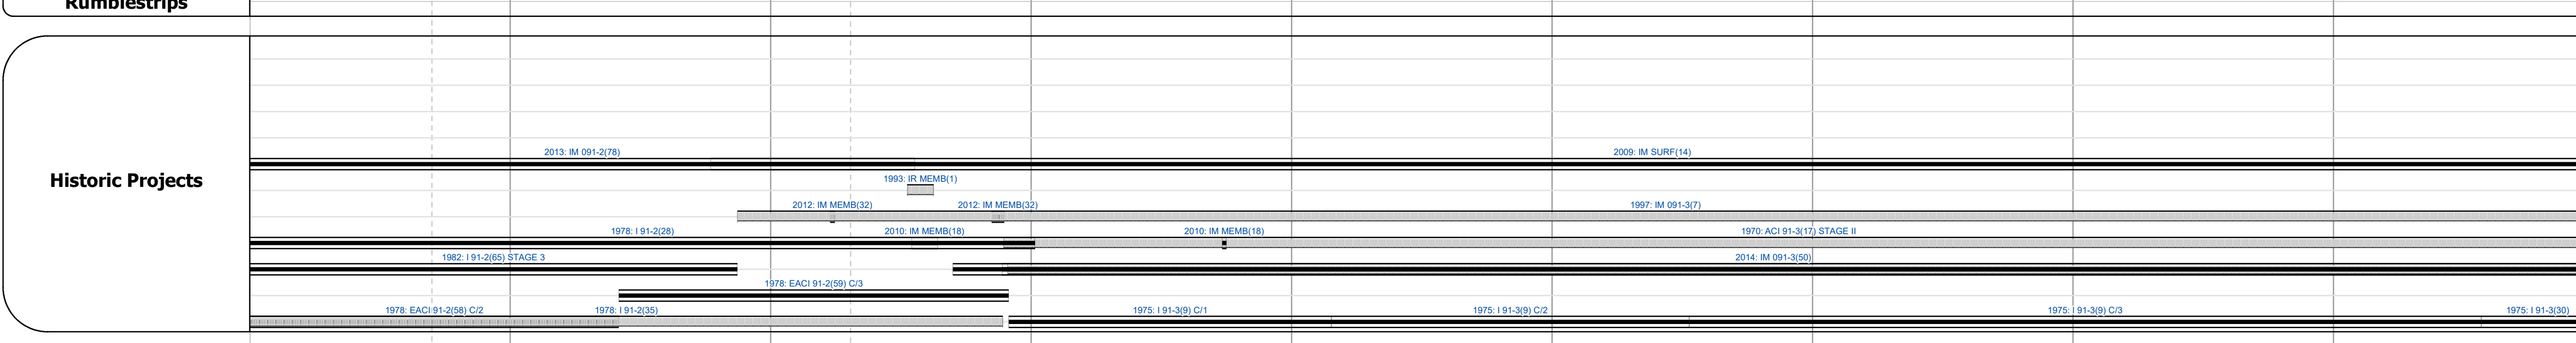 Rumblestrips
Historic Projects
2013: IM 091-2(78)
2009: IM SURF(14)
1993: IR MEMB(1)
2012: IM MEMB(32)
2012: IM MEMB(32)
1997: IM 091-3(7)
1978: I 91-2(28)
2010: IM MEMB(18)
2010: IM MEMB(18)
1970: ACI 91-3(17) STAGE II
1982: I 91-2(65) STAGE 3
2014: IM 091-3(50)
1978: EACI 91-2(59) C/3
1978: EACI 91-2(58) C/2
1978: I 91-2(35)
1975: I 91-3(9) C/1
1975: I 91-3(9) C/2
1975: I 91-3(9) C/3
1975: I 91-3(30)